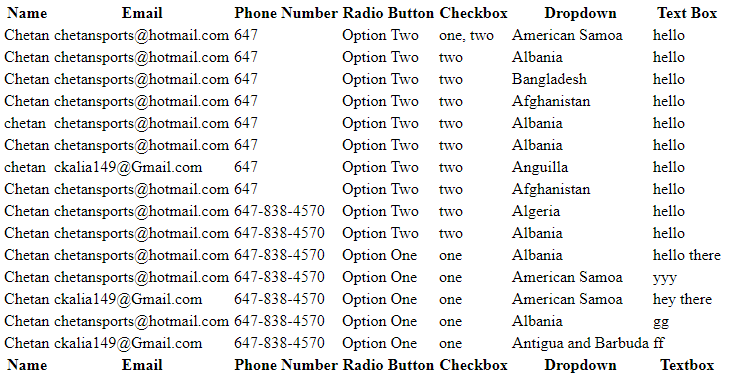 Name Email Phone Number Radio Button Checkbox Dropdown Text Box
Chetan chetansports@hotmail.com 647 Option Two one, two American Samoa hello
Chetan chetansports@hotmail.com 647 Option Two two Albania hello
Chetan chetansports@hotmail.com 647 Option Two two Bangladesh hello
Chetan chetansports@hotmail.com 647 Option Two two Afghanistan hello
chetan chetansports@hotmail.com 647 Option Two two Albania hello
Chetan chetansports@hotmail.com 647 Option Two two Albania hello
chetan ckalia149@Gmail.com 647 Option Two two Anguilla hello
Chetan chetansports@hotmail.com 647 Option Two two Afghanistan hello
Chetan chetansports@hotmail.com 647-838-4570 Option Two two Algeria hello
Chetan chetansports@hotmail.com 647-838-4570 Option Two two Albania hello
Chetan chetansports@hotmail.com 647-838-4570 Option One one Albania hello there
Chetan chetansports@hotmail.com 647-838-4570 Option One one American Samoa yyy
Chetan ckalia149@Gmail.com 647-838-4570 Option One one American Samoa hey there
Chetan chetansports@hotmail.com 647-838-4570 Option One one Albania gg
Chetan ckalia149@Gmail.com 647-838-4570 Option One one Antigua and Barbuda ff
Name Email Phone Number Radio Button Checkbox Dropdown Textbox